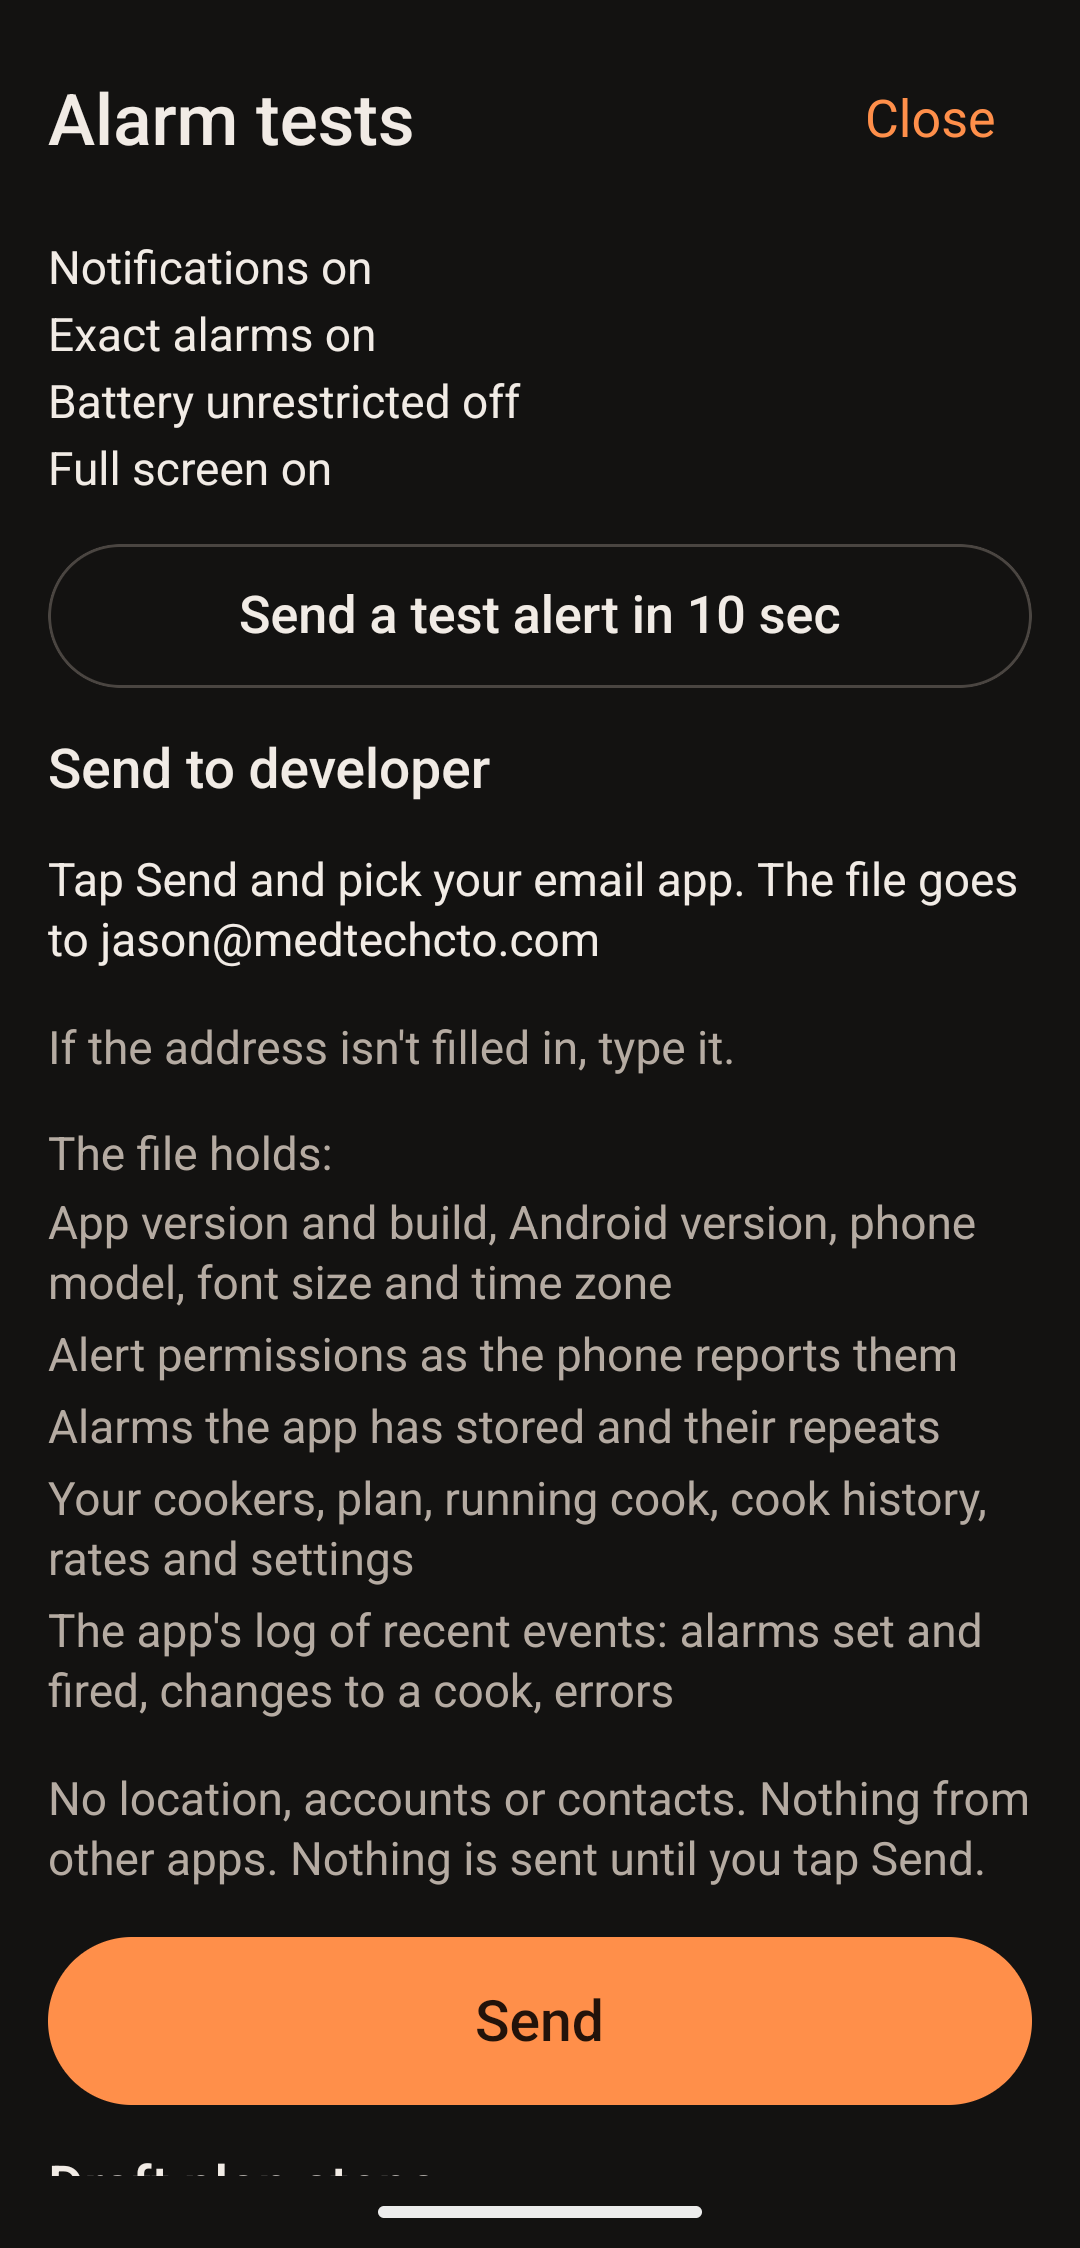 Alarm tests
Close
Notifications on
Exact alarms on
Battery unrestricted off
Full screen on
Send a test alert in 10 sec
Send to developer
Tap Send and pick your email app. The file goes
to jason@medtechcto.com
If the address isn't filled in, type it.
The file holds:
App version and build, Android version, phone
model, font size and time zone
Alert permissions as the phone reports them
Alarms the app has stored and their repeats
Your cookers, plan, running cook, cook history,
rates and settings
The app's log of recent events: alarms set and
fired, changes to a cook, errors
No location, accounts or contacts. Nothing from
other apps. Nothing is sent until you tap Send.
Send